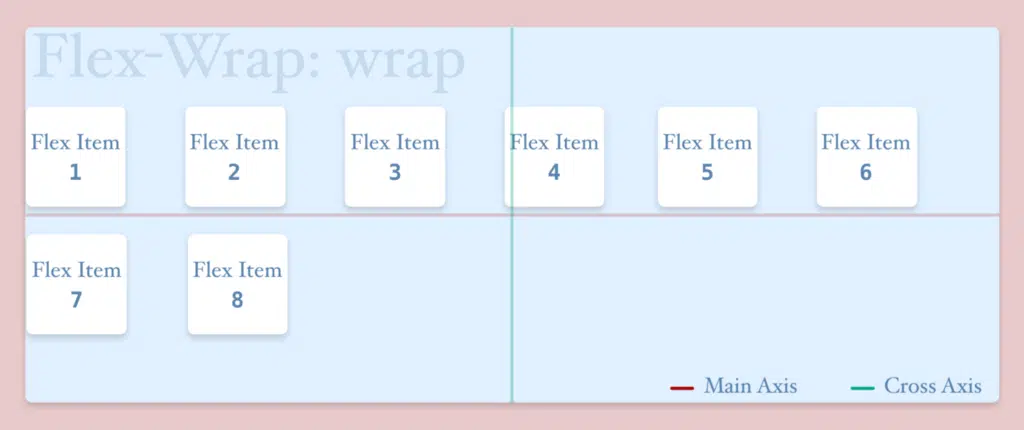 Flex-Wrap: wrap
Flex Item
1
Flex Item
2
Flex Item
3
Flex Item
4
Flex Item
5
Flex Item
6
Flex Item
7
Flex Item
8
Main Axis
Cross Axis